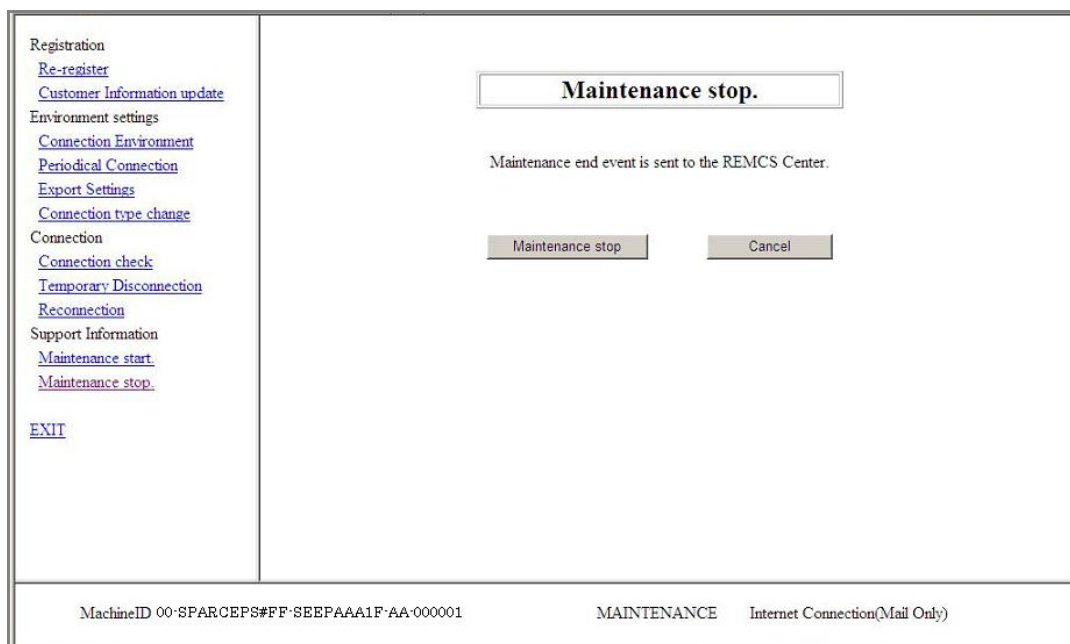 Registration
Re-register
Customer Information update
Environment settings
Connection Environment
Periodical Connection
Export Settings
Connection type change
Connection
Connection check
Temporary Disconnection
Reconnection
Support Information
Maintenance start.
Maintenance stop.
EXIT
Maintenance stop.
Maintenance end event is sent to the REMCS Center.
Maintenance stop Cancel
MachineID 00-SPARCEPS#FF-SEEPAAA1F-AA-000001 MAINTENANCE Internet Connection(Mail Only)